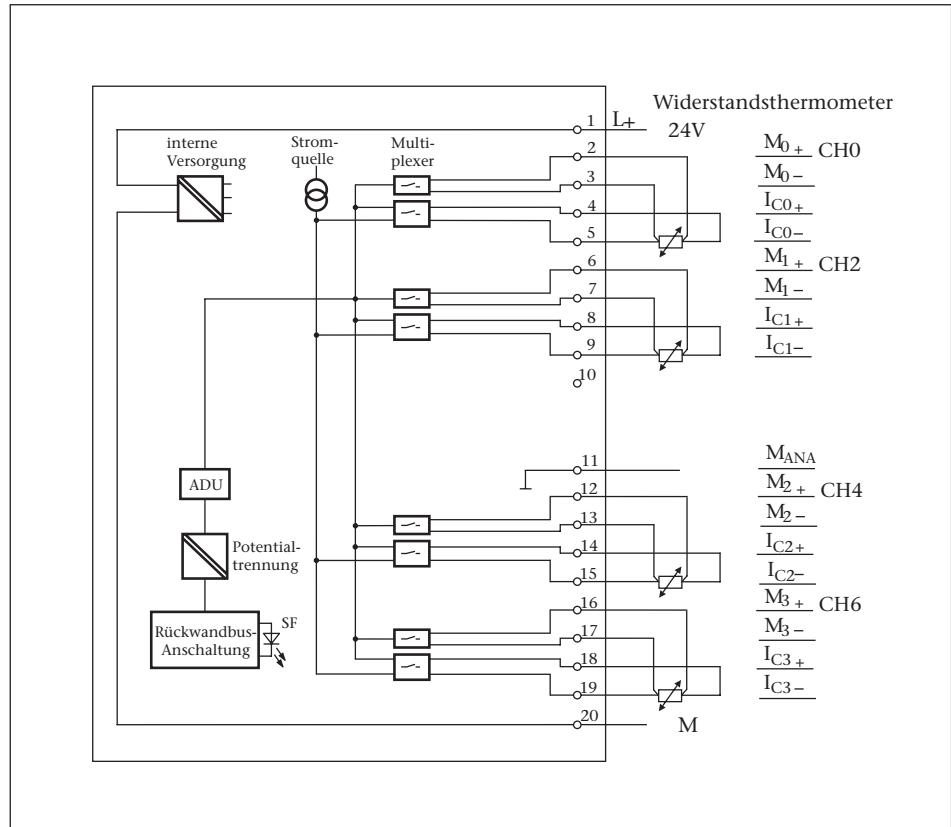 Widerstandsthermometer
1 L+ 24V
interne
Versorgung
Strom-
quelle
Multi-
plexer
2
3
4
5
6
7
8
9
10
M0+ CH0
M0−
IC0+
IC0−
M1+ CH2
M1−
IC1+
IC1−
11
12
13
14
15
16
17
18
19
20
M
MANA
M2+ CH4
M2−
IC2+
IC2−
M3+ CH6
M3−
IC3+
IC3−
ADU
Potential-
trennung
Rückwandbus-
Anschaltung
SF